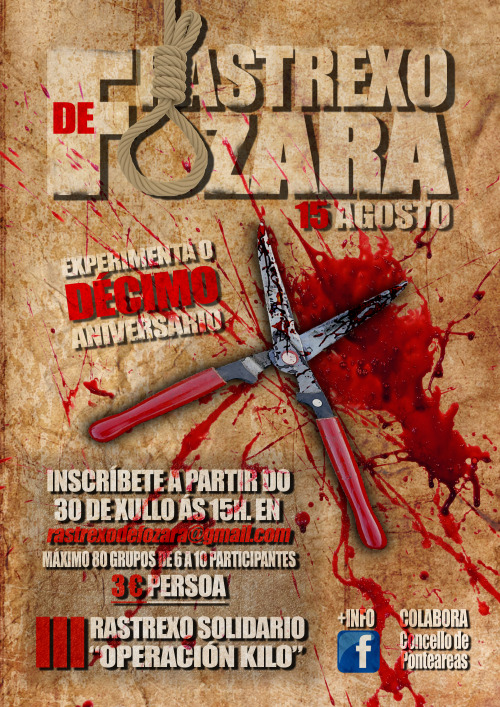 RASTREXO
DE FOZARA
15 AGOSTO
EXPERIMENTA O
DÉCIMO
ANIVERSARIO
INSCRÍBETE A PARTIR DO
30 DE XULLO ÁS 15H. EN
rastrexodefozara@gmail.com
MÁXIMO 80 GRUPOS DE 6 A 10 PARTICIPANTES
3 € PERSOA
III RASTREXO SOLIDARIO
"OPERACIÓN KILO"
+INFO
f
COLABORA
Concello de
Ponteareas